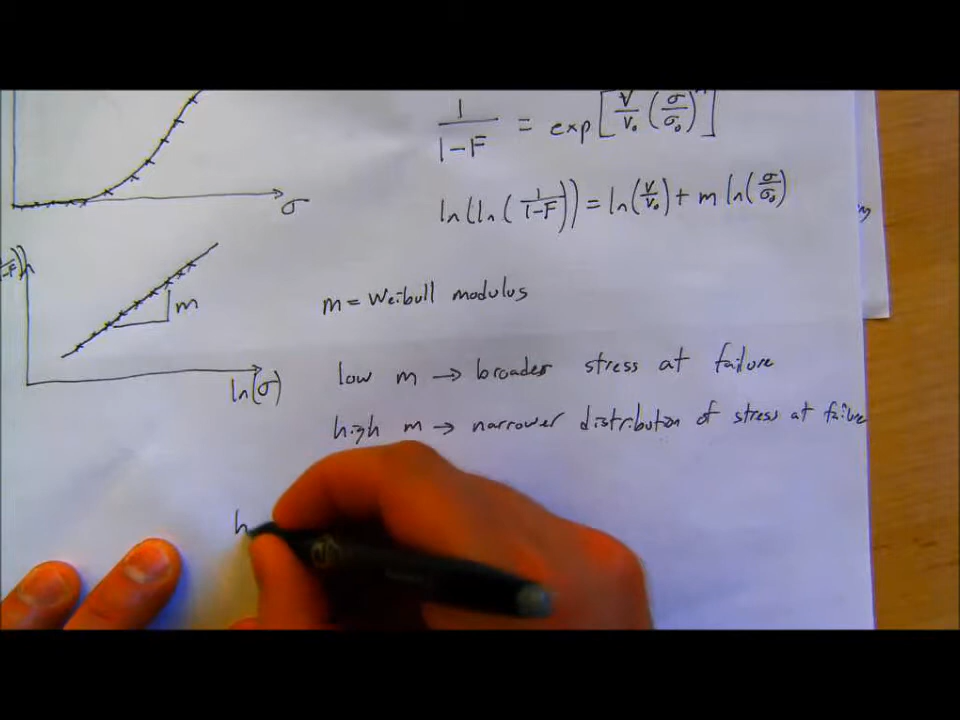 1/(1-F) = exp[V/V₀ (σ/σ₀)ᵐ]
σ
ln(ln(1/(1-F))) = ln(V/V₀) + m ln(σ/σ₀)
m
m = Weibull modulus
ln(σ)
low m → broader stress at failure
high m → narrower distribution of stress at failure
h